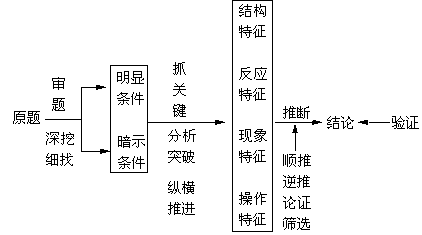 原题
审
题
深挖
细找
明显
条件
暗示
条件
抓
关
键
分析
突破
纵横
推进
结构
特征
反应
特征
现象
特征
操作
特征
推断
顺推
逆推
论证
筛选
结论
验证